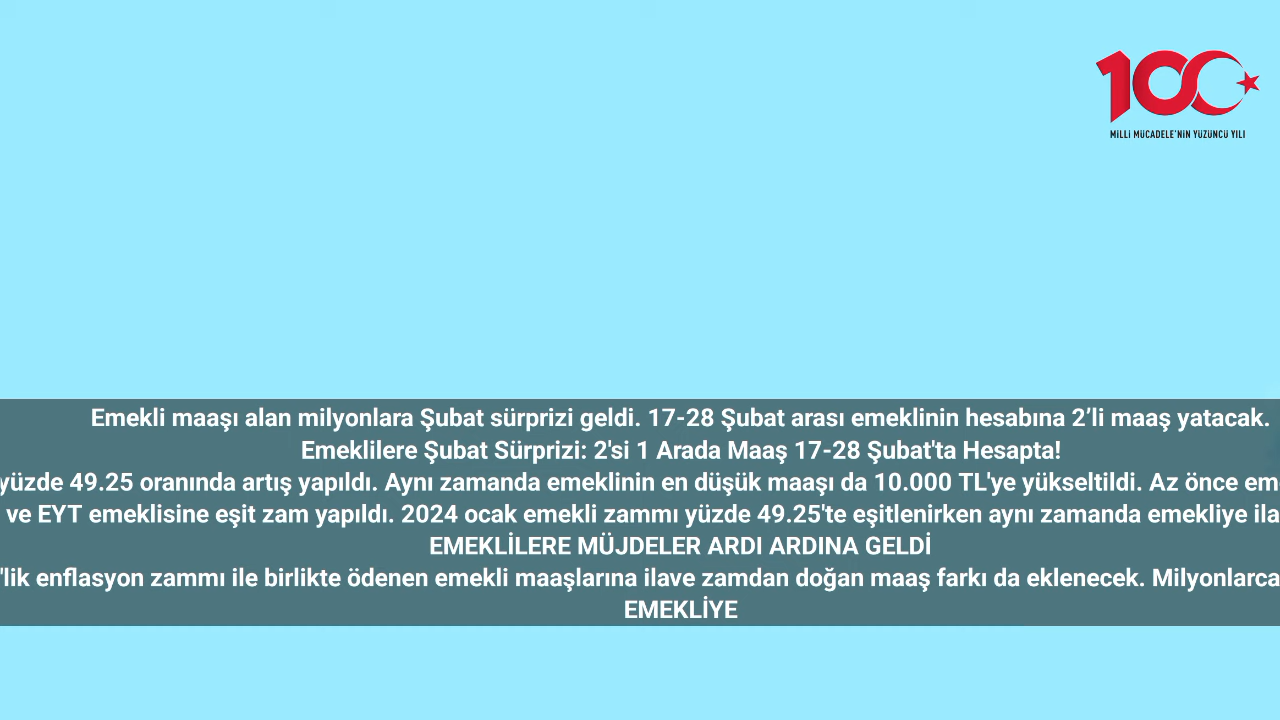 100
MİLLİ MÜCADELE'NİN YÜZÜNCÜ YILI
Emekli maaşı alan milyonlara Şubat sürprizi geldi. 17-28 Şubat arası emeklinin hesabına 2’li maaş yatacak.
Emeklilere Şubat Sürprizi: 2'si 1 Arada Maaş 17-28 Şubat'ta Hesapta!
yüzde 49.25 oranında artış yapıldı. Aynı zamanda emeklinin en düşük maaşı da 10.000 TL'ye yükseltildi. Az önce eme
ve EYT emeklisine eşit zam yapıldı. 2024 ocak emekli zammı yüzde 49.25'te eşitlenirken aynı zamanda emekliye ila
EMEKLİLERE MÜJDELER ARDI ARDINA GELDİ
'lik enflasyon zammı ile birlikte ödenen emekli maaşlarına ilave zamdan doğan maaş farkı da eklenecek. Milyonlarca
EMEKLİYE